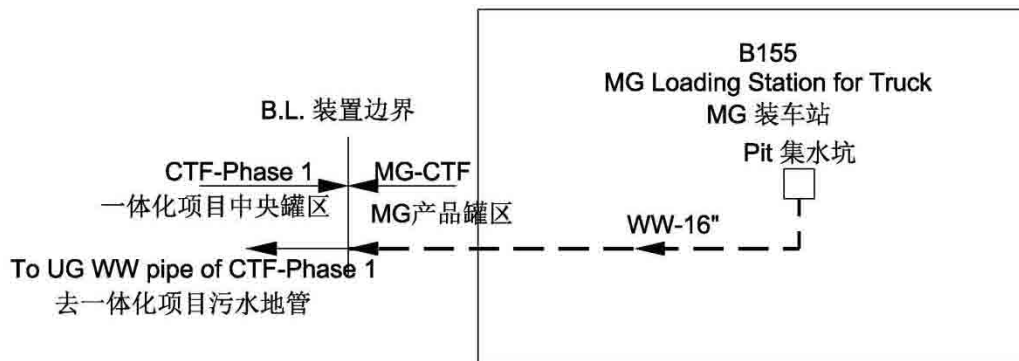 B155
MG Loading Station for Truck
MG 装车站
Pit 集水坑
B.L. 装置边界
CTF-Phase 1
MG-CTF
一体化项目中央罐区
MG产品罐区
WW-16"
To UG WW pipe of CTF-Phase 1
去一体化项目污水地管